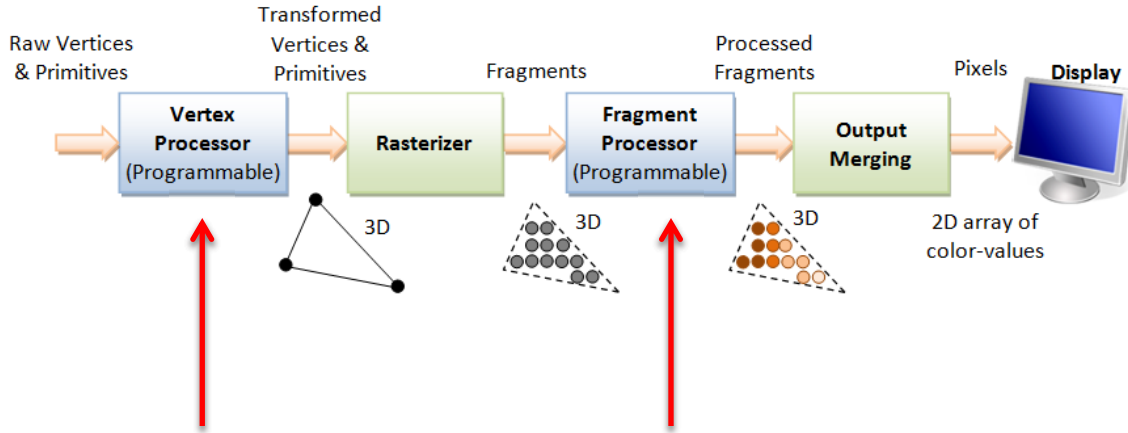 Raw Vertices
& Primitives
Transformed
Vertices &
Primitives
Fragments
Processed
Fragments
Pixels
Display
Vertex
Processor
(Programmable)
Rasterizer
Fragment
Processor
(Programmable)
Output
Merging
3D
3D
3D
2D array of
color-values